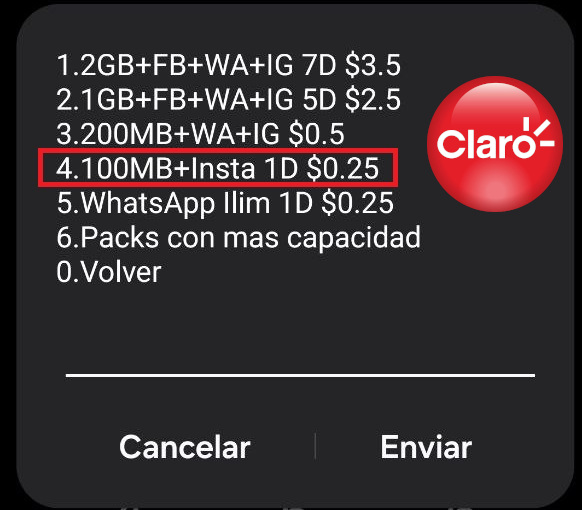 1.2GB+FB+WA+IG 7D $3.5
2.1GB+FB+WA+IG 5D $2.5
3.200MB+WA+IG $0.5
4.100MB+Insta 1D $0.25
5.WhatsApp Ilim 1D $0.25
6.Packs con mas capacidad
0.Volver
Claro
Cancelar
Enviar